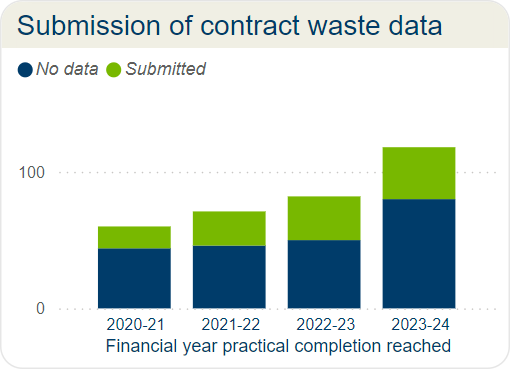 Submission of contract waste data
No data Submitted
100
0
2020-21 2021-22 2022-23 2023-24
Financial year practical completion reached